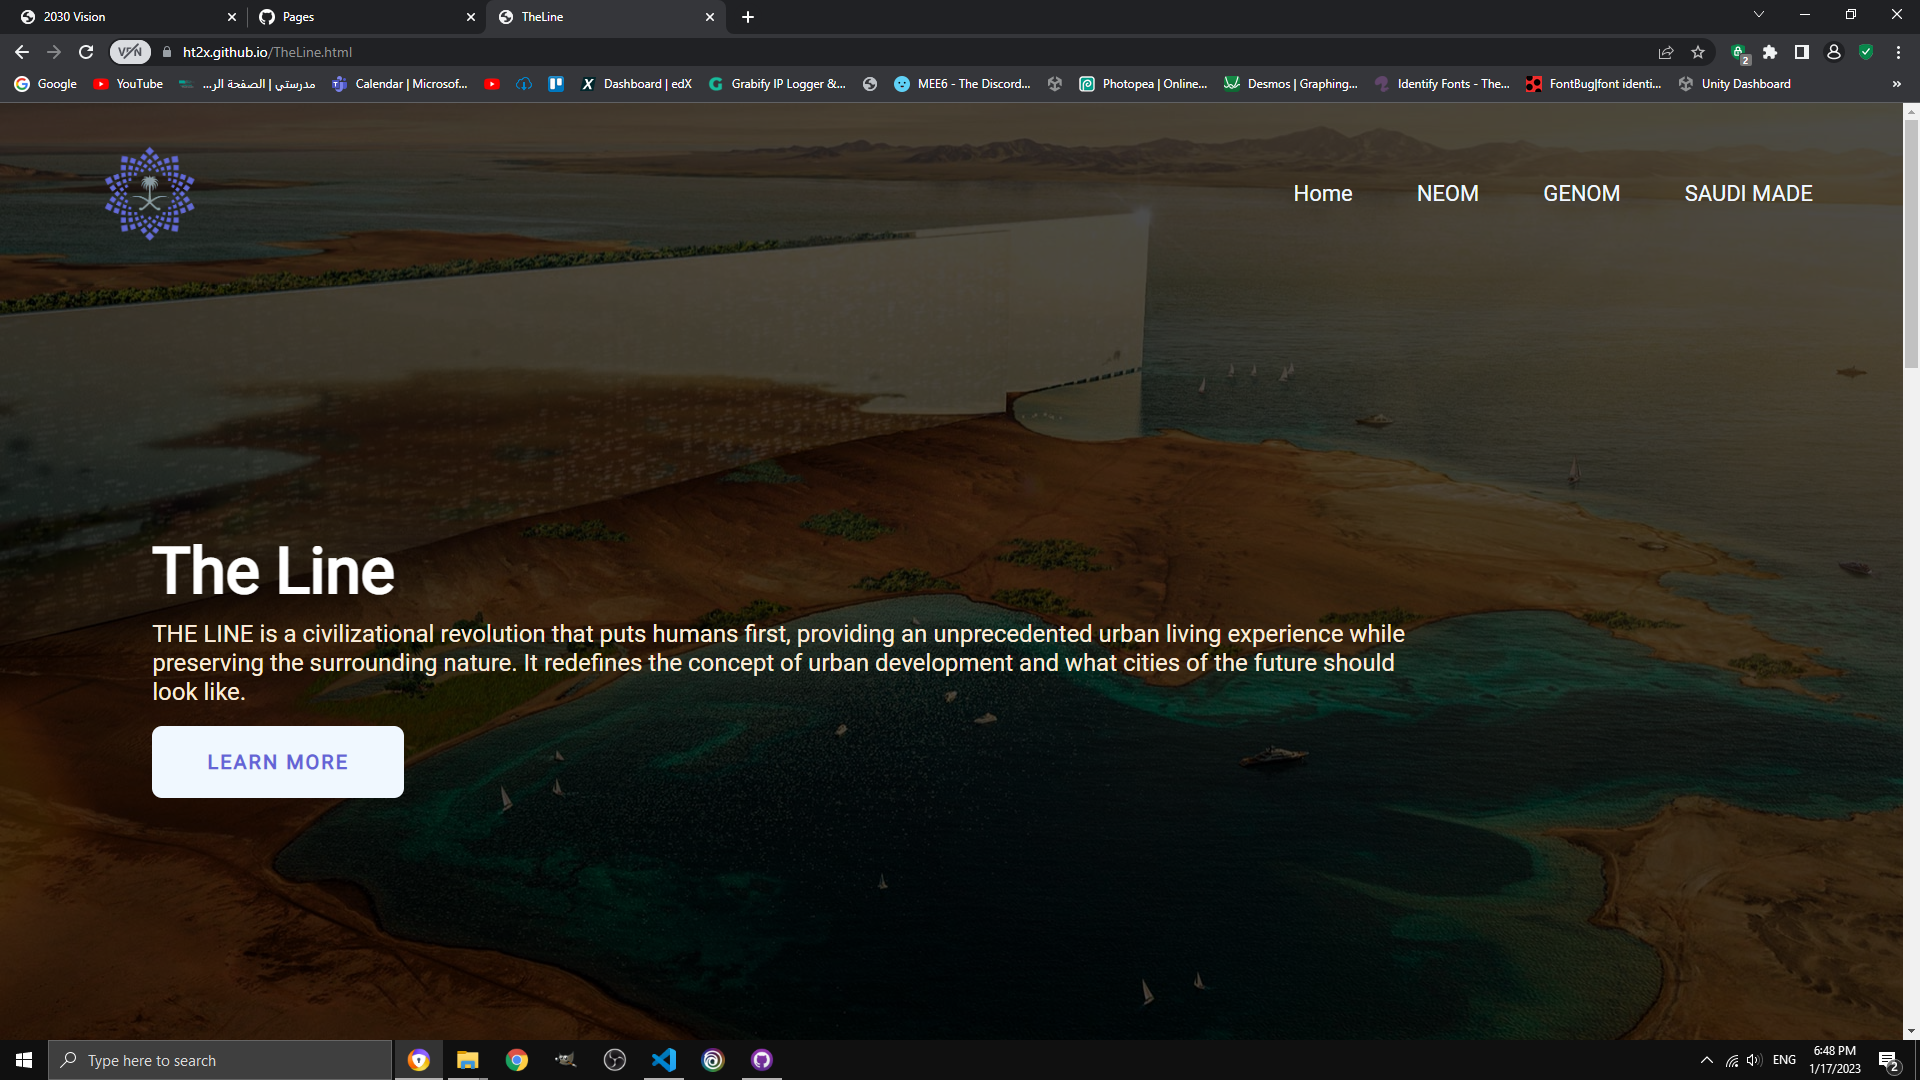 2030 Vision
Pages
TheLine
VPN
ht2x.github.io/TheLine.html
Google
YouTube
مدرستي | الصفحة الر...
Calendar | Microsof...
Dashboard | edX
Grabify IP Logger &...
MEE6 - The Discord...
Photopea | Online...
Desmos | Graphing...
Identify Fonts - The...
FontBug|font identi...
Unity Dashboard
2
Home
NEOM
GENOM
SAUDI MADE
The Line
THE LINE is a civilizational revolution that puts humans first, providing an unprecedented urban living experience while
preserving the surrounding nature. It redefines the concept of urban development and what cities of the future should
look like.
LEARN MORE
Type here to search
ENG
6:48 PM
1/17/2023
2